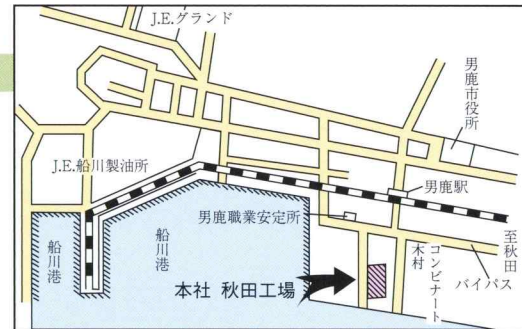 J.E.グランド
男鹿市役所
J.E.船川製油所
男鹿駅
男鹿職業安定所
至秋田
船川港
船川港
木村
コンビナート
バイパス
本社 秋田工場